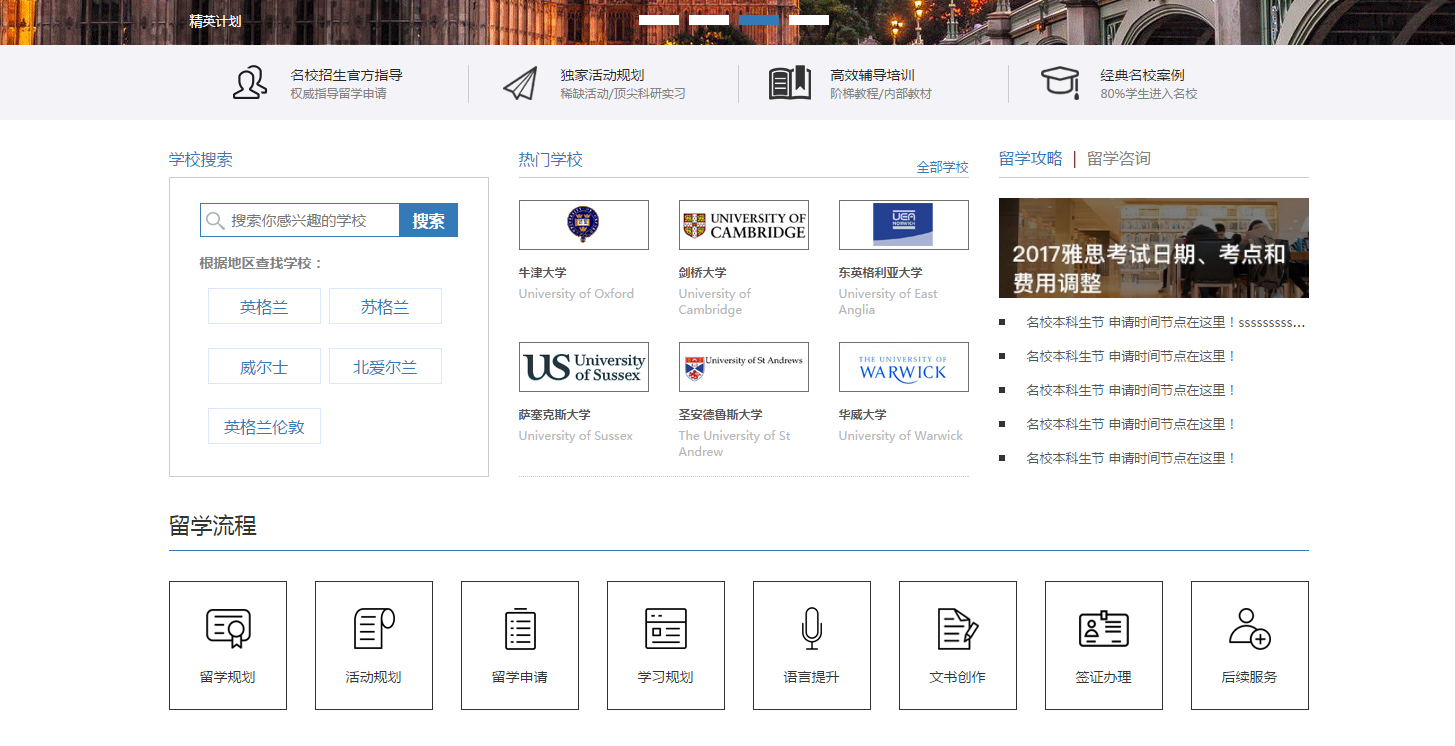 精英计划
名校招生官方指导
权威指导留学申请
独家活动规划
稀缺活动/顶尖科研实习
高效辅导培训
阶梯教程/内部教材
经典名校案例
80%学生进入名校
学校搜索
搜索你感兴趣的学校
搜索
根据地区查找学校：
英格兰
苏格兰
威尔士
北爱尔兰
英格兰伦敦
热门学校
全部学校
牛津大学
University of Oxford
UNIVERSITY OF
CAMBRIDGE
剑桥大学
University of
Cambridge
UEA
NORWICH
东英格利亚大学
University of East
Anglia
US University
of Sussex
萨塞克斯大学
University of Sussex
University of St Andrews
圣安德鲁斯大学
The University of St
Andrew
THE UNIVERSITY OF
WARWICK
华威大学
University of Warwick
留学攻略 | 留学咨询
2017雅思考试日期、考点和
费用调整
名校本科生节 申请时间节点在这里！sssssssss...
名校本科生节 申请时间节点在这里！
名校本科生节 申请时间节点在这里！
名校本科生节 申请时间节点在这里！
名校本科生节 申请时间节点在这里！
留学流程
留学规划
活动规划
留学申请
学习规划
语言提升
文书创作
签证办理
后续服务